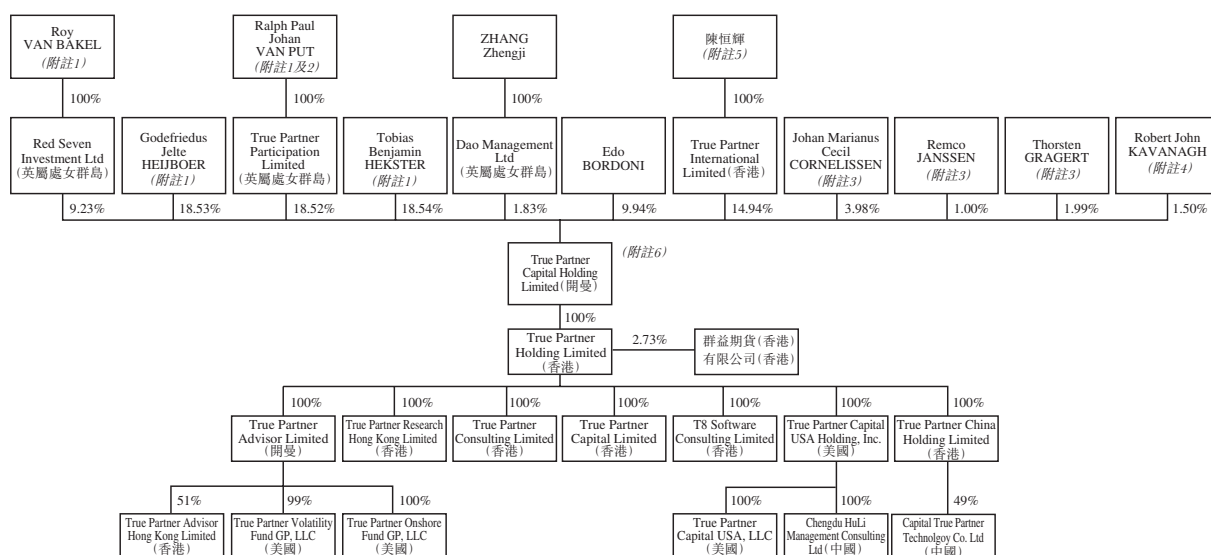 Roy
VAN BAKEL
(附註1)
Ralph Paul
Johan
VAN PUT
(附註1及2)
ZHANG
Zhengji
陳恒輝
(附註5)
100%
100%
100%
100%
Red Seven
Investment Ltd
(英屬處女群島)
Godefriedus
Jelte
HEIJBOER
(附註1)
True Partner
Participation
Limited
(英屬處女群島)
Tobias
Benjamin
HEKSTER
(附註1)
Dao Management
Ltd
(英屬處女群島)
Edo
BORDONI
True Partner
International
Limited(香港)
Johan Marianus
Cecil
CORNELISSEN
(附註3)
Remco
JANSSEN
(附註3)
Thorsten
GRAGERT
(附註3)
Robert John
KAVANAGH
(附註4)
9.23%
18.53%
18.52%
18.54%
1.83%
9.94%
14.94%
3.98%
1.00%
1.99%
1.50%
True Partner
Capital Holding
Limited(開曼)
(附註6)
100%
True Partner
Holding Limited
(香港)
2.73%
群益期貨(香港)
有限公司(香港)
100%
100%
100%
100%
100%
100%
100%
True Partner
Advisor Limited
(開曼)
True Partner Research
Hong Kong Limited
(香港)
True Partner
Consulting Limited
(香港)
True Partner
Capital Limited
(香港)
T8 Software
Consulting Limited
(香港)
True Partner Capital
USA Holding, Inc.
(美國)
True Partner China
Holding Limited
(香港)
51%
99%
100%
100%
100%
49%
True Partner Advisor
Hong Kong Limited
(香港)
True Partner Volatility
Fund GP, LLC
(美國)
True Partner Onshore
Fund GP, LLC
(美國)
True Partner
Capital USA, LLC
(美國)
Chengdu HuLi
Management Consulting
Ltd(中國)
Capital True Partner
Technolgoy Co. Ltd
(中國)